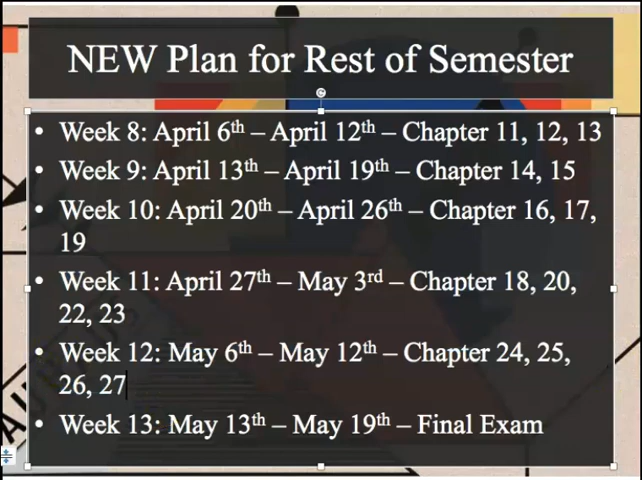 NEW Plan for Rest of Semester
• Week 8: April 6th – April 12th – Chapter 11, 12, 13
• Week 9: April 13th – April 19th – Chapter 14, 15
• Week 10: April 20th – April 26th – Chapter 16, 17,
19
• Week 11: April 27th – May 3rd – Chapter 18, 20,
22, 23
• Week 12: May 6th – May 12th – Chapter 24, 25,
26, 27
• Week 13: May 13th – May 19th – Final Exam